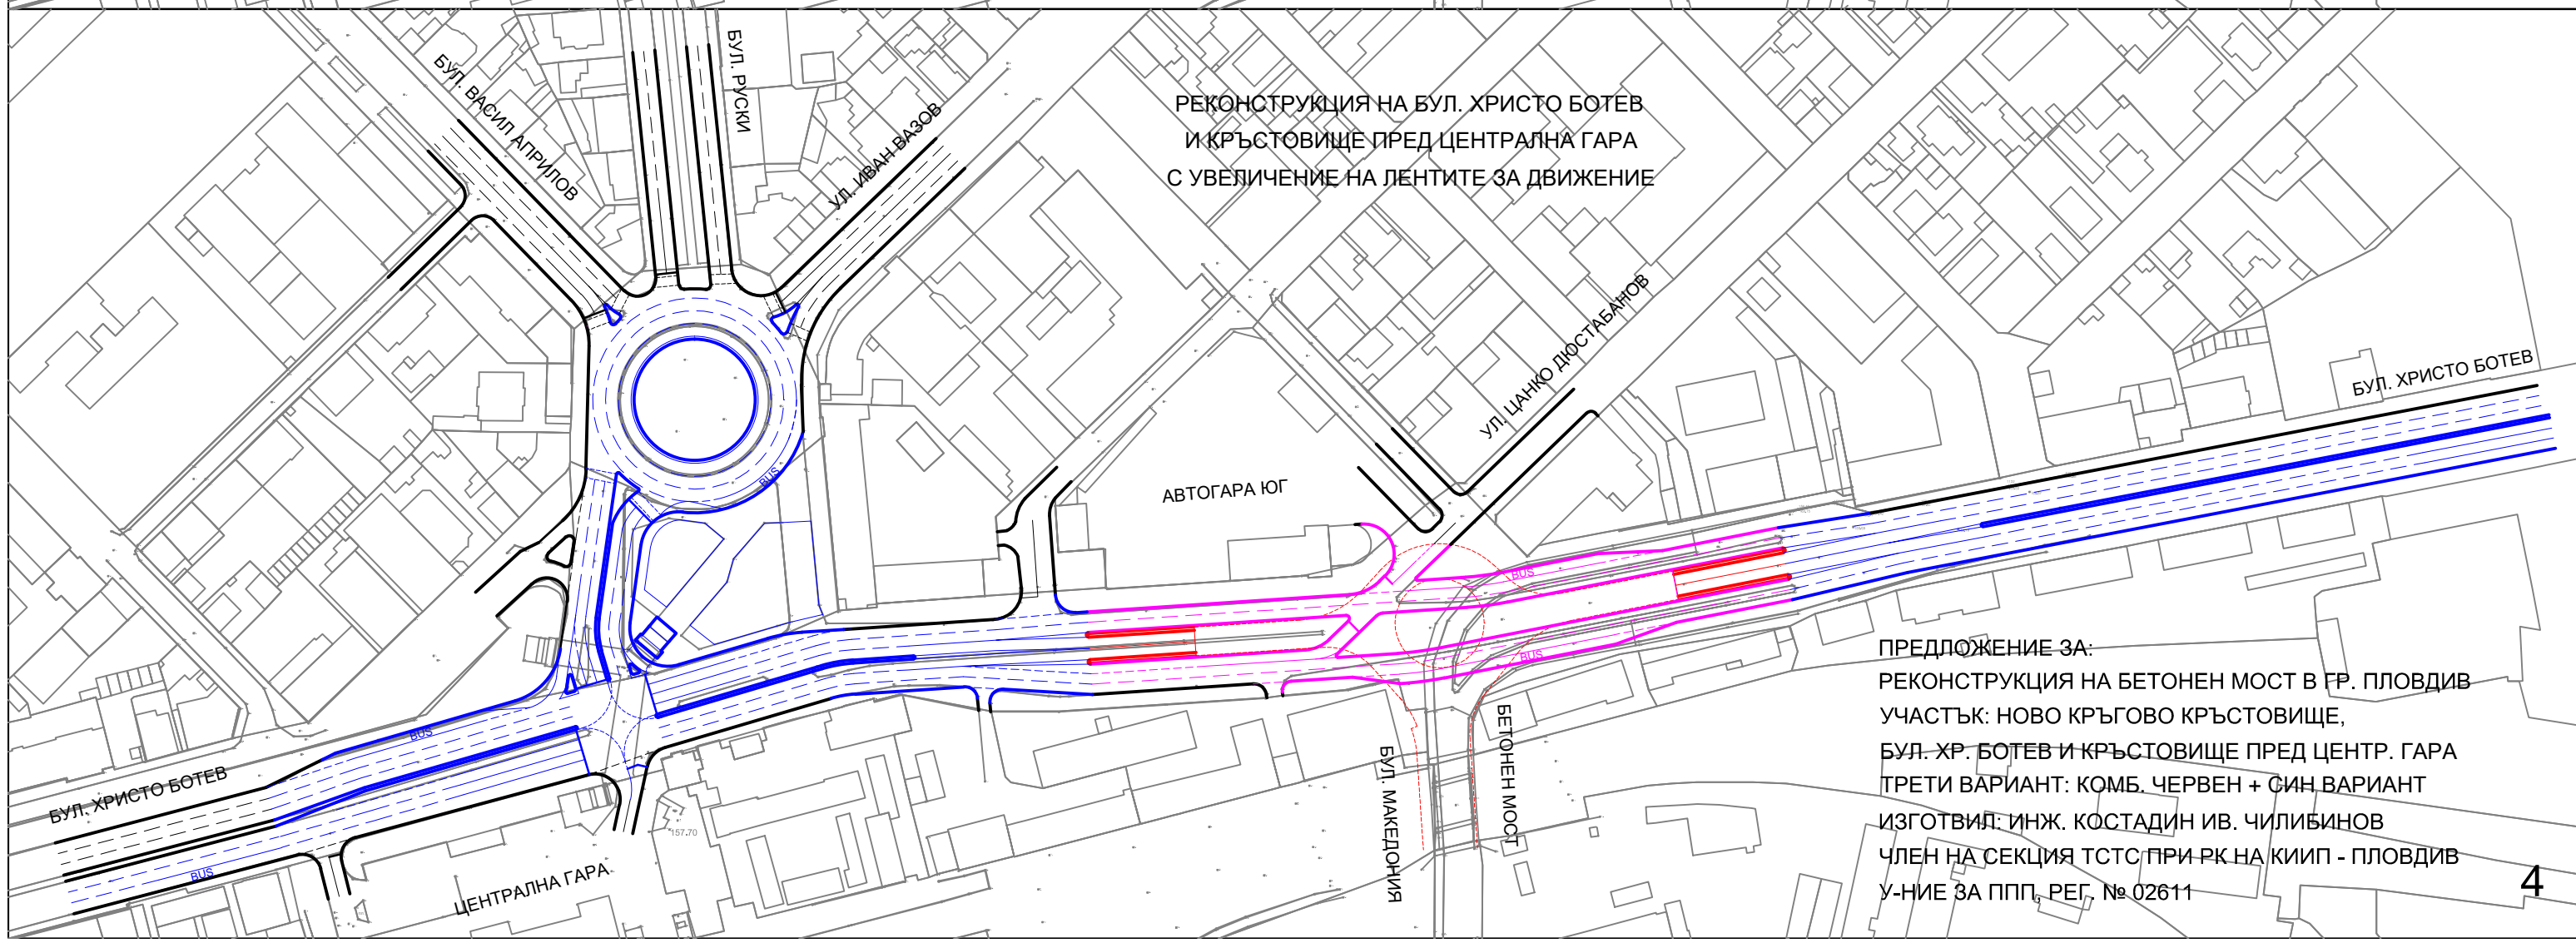 БУЛ. ВАСИЛ АПРИЛОВ
БУЛ. РУСКИ
УЛ. ИВАН ВАЗОВ
РЕКОНСТРУКЦИЯ НА БУЛ. ХРИСТО БОТЕВ
И КРЪСТОВИЩЕ ПРЕД ЦЕНТРАЛНА ГАРА
С УВЕЛИЧЕНИЕ НА ЛЕНТИТЕ ЗА ДВИЖЕНИЕ
УЛ. ЦАНКО ДЮСТАБАНОВ
БУЛ. ХРИСТО БОТЕВ
АВТОГАРА ЮГ
BUS
BUS
BUS
BUS
BUS
БУЛ. ХРИСТО БОТЕВ
ЦЕНТРАЛНА ГАРА
157.70
БУЛ. МАКЕДОНИЯ
БЕТОНЕН МОСТ
ПРЕДЛОЖЕНИЕ ЗА:
РЕКОНСТРУКЦИЯ НА БЕТОНЕН МОСТ В ГР. ПЛОВДИВ
УЧАСТЪК: НОВО КРЪГОВО КРЪСТОВИЩЕ,
БУЛ. ХР. БОТЕВ И КРЪСТОВИЩЕ ПРЕД ЦЕНТР. ГАРА
ТРЕТИ ВАРИАНТ: КОМБ. ЧЕРВЕН + СИН ВАРИАНТ
ИЗГОТВИЛ: ИНЖ. КОСТАДИН ИВ. ЧИЛИБИНОВ
ЧЛЕН НА СЕКЦИЯ ТСТС ПРИ РК НА КИИП - ПЛОВДИВ
У-НИЕ ЗА ППП, РЕГ. № 02611
4